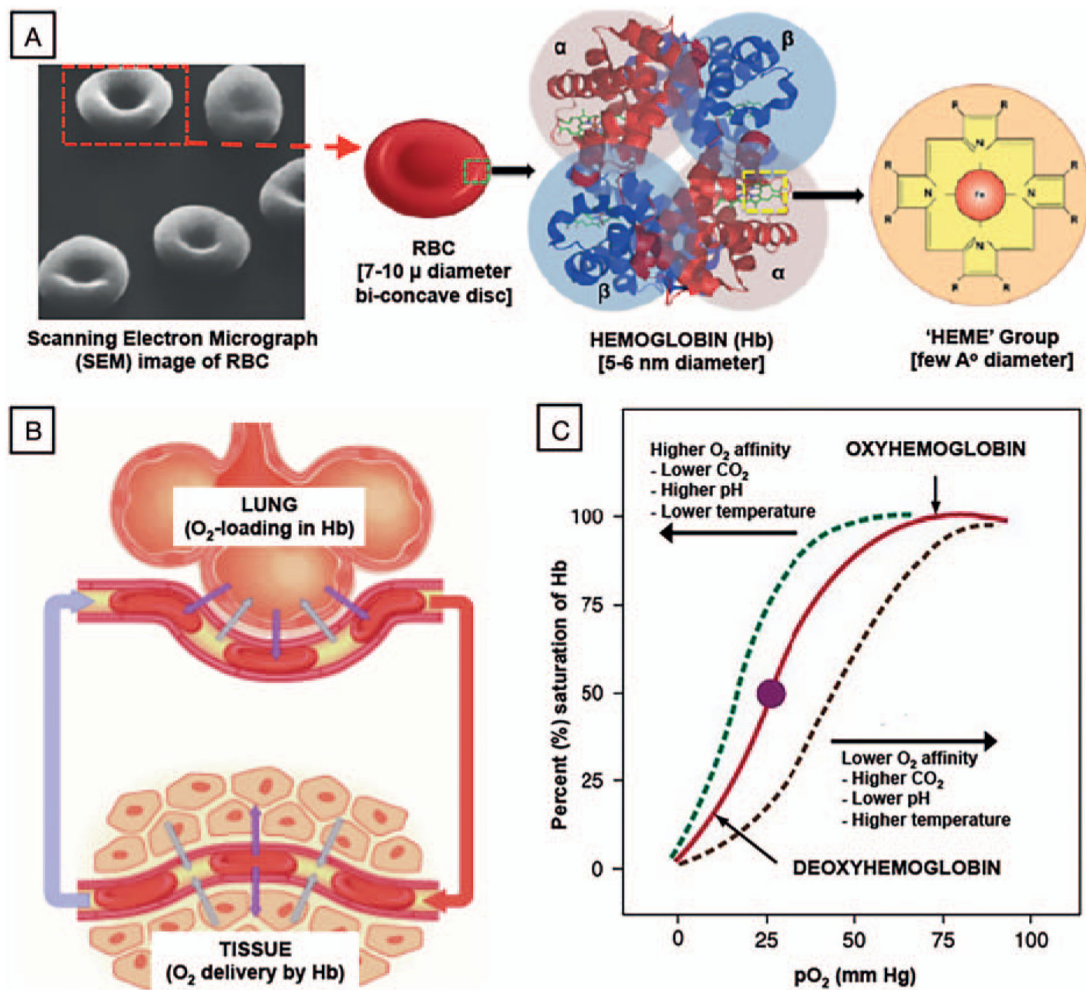 A
α
β
β
α
R
R
R
R
R
R
R
R
N
N
N
N
Fe
RBC
[7-10 μ diameter
bi-concave disc]
Scanning Electron Micrograph
(SEM) image of RBC
HEMOGLOBIN (Hb)
[5-6 nm diameter]
‘HEME’ Group
[few Aº diameter]
B
LUNG
(O₂-loading in Hb)
TISSUE
(O₂ delivery by Hb)
C
Higher O₂ affinity
- Lower CO₂
- Higher pH
- Lower temperature
OXYHEMOGLOBIN
Percent (%) saturation of Hb
100
75
50
25
0
Lower O₂ affinity
- Higher CO₂
- Lower pH
- Higher temperature
DEOXYHEMOGLOBIN
0
25
50
75
100
pO₂ (mm Hg)